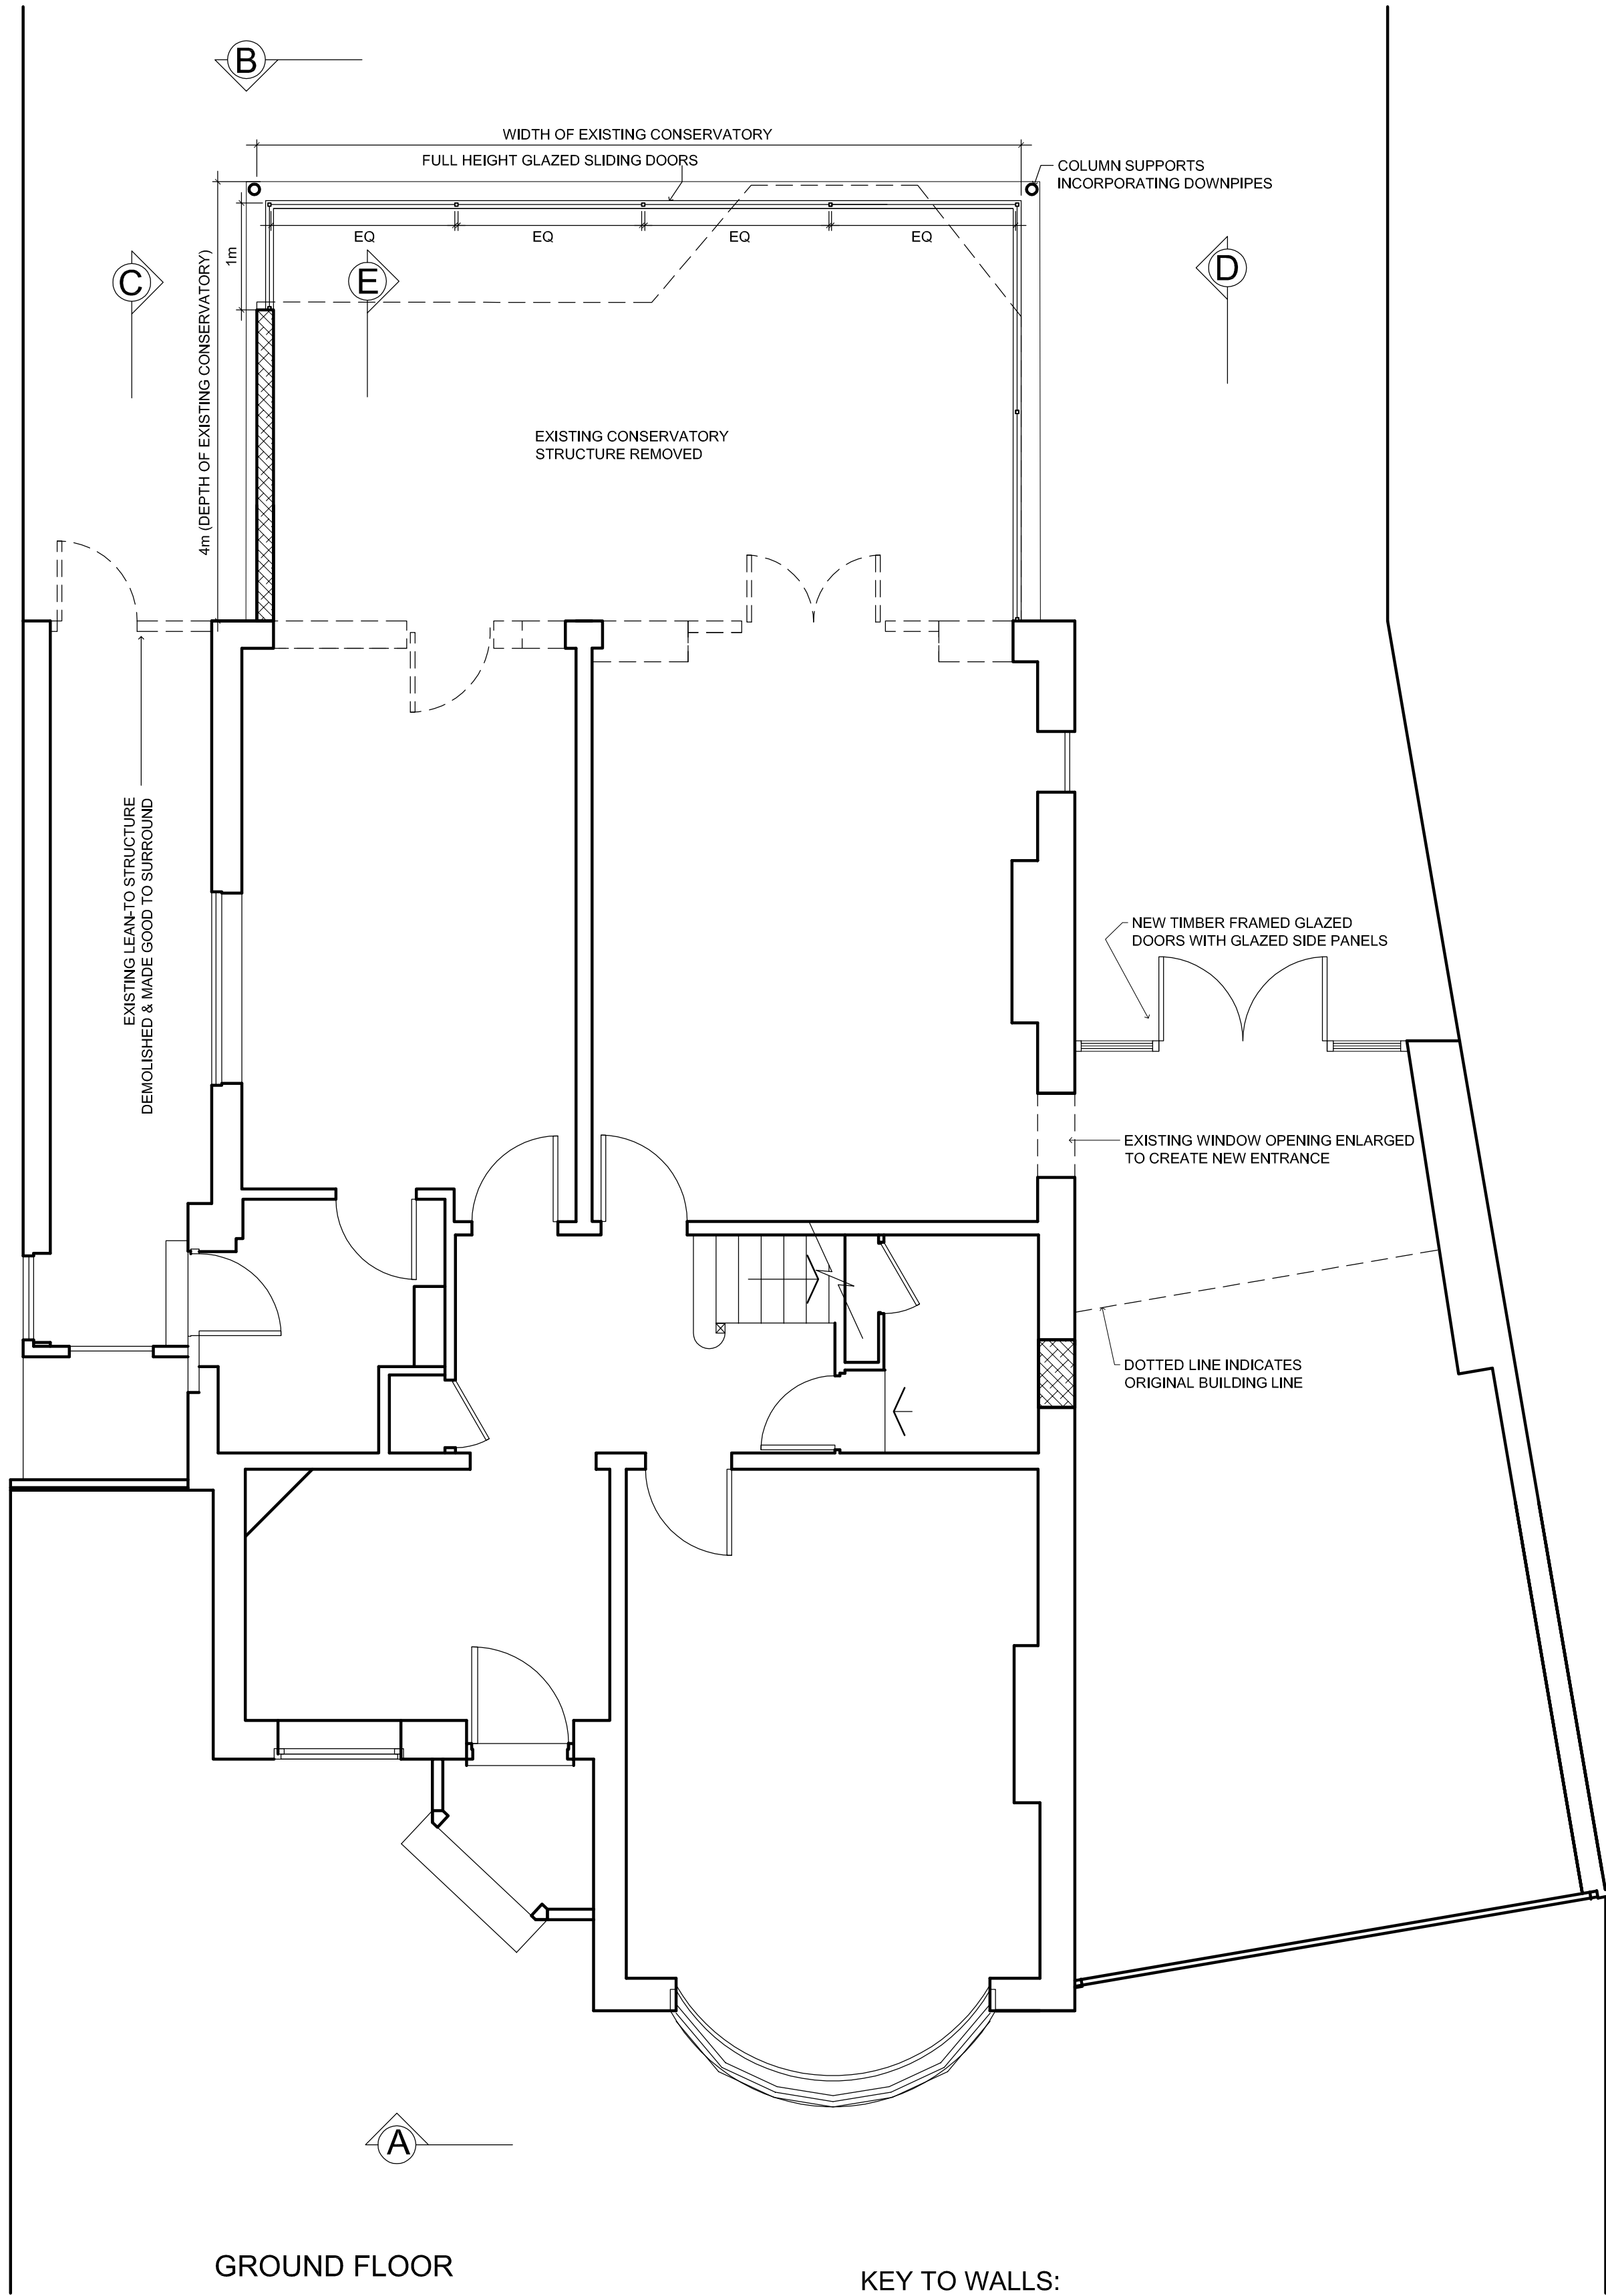 B
WIDTH OF EXISTING CONSERVATORY
FULL HEIGHT GLAZED SLIDING DOORS
COLUMN SUPPORTS
INCORPORATING DOWNPIPES
EQ
EQ
EQ
EQ
1m
4m (DEPTH OF EXISTING CONSERVATORY)
C
E
D
EXISTING CONSERVATORY
STRUCTURE REMOVED
EXISTING LEAN-TO STRUCTURE
DEMOLISHED & MADE GOOD TO SURROUND
NEW TIMBER FRAMED GLAZED
DOORS WITH GLAZED SIDE PANELS
EXISTING WINDOW OPENING ENLARGED
TO CREATE NEW ENTRANCE
DOTTED LINE INDICATES
ORIGINAL BUILDING LINE
A
GROUND FLOOR
KEY TO WALLS: